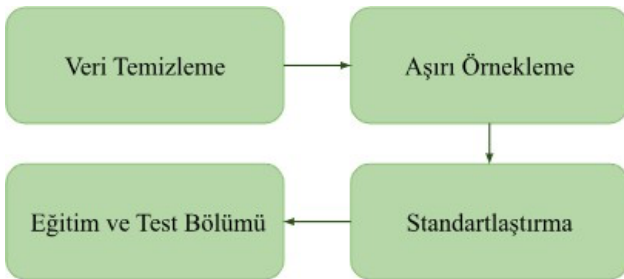 Veri Temizleme
Aşırı Örnekleme
Standartlaştırma
Eğitim ve Test Bölümü